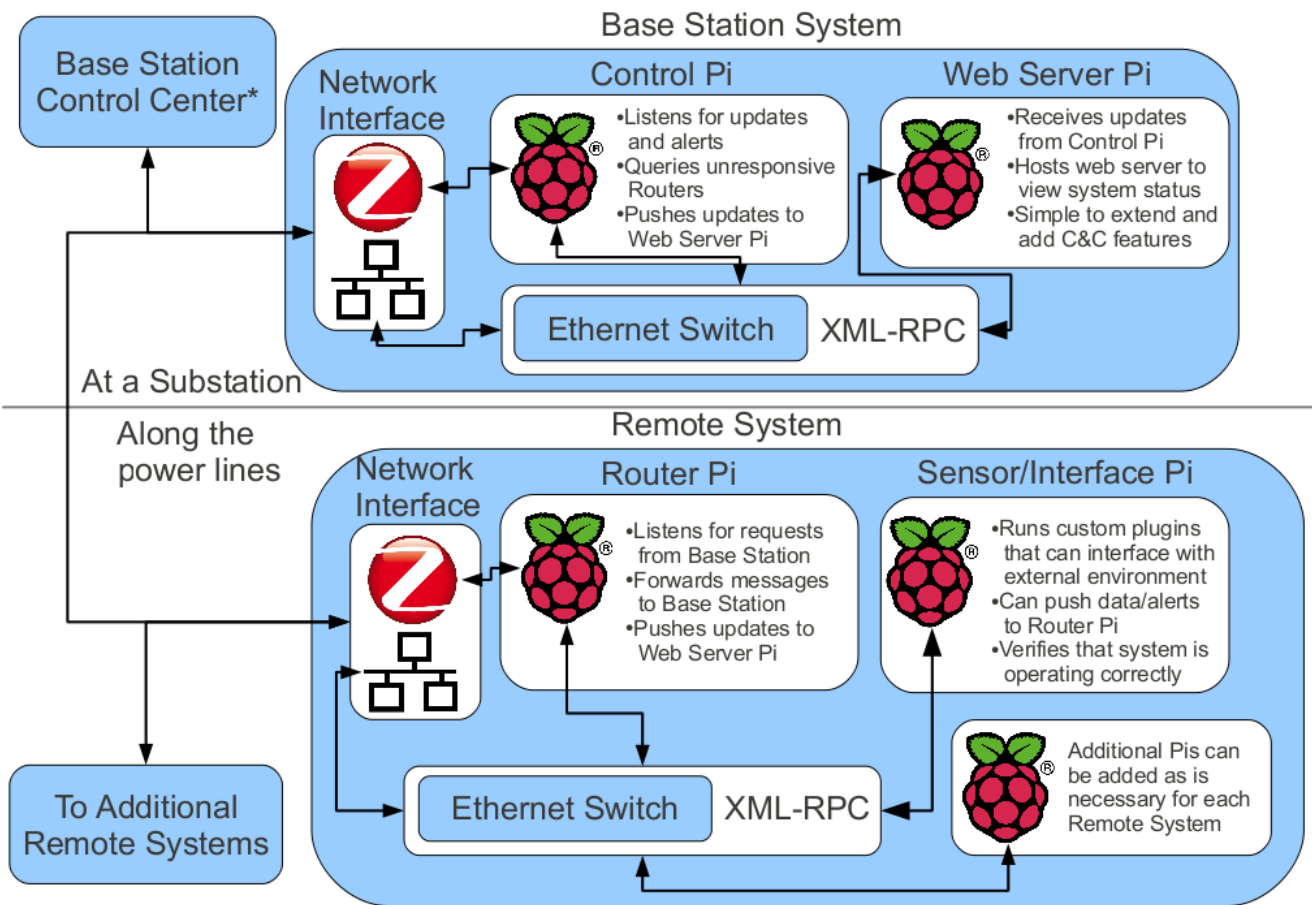 Base Station System
Base Station
Control Center*
Network
Interface
Control Pi
•Listens for updates
and alerts
•Queries unresponsive
Routers
•Pushes updates to
Web Server Pi
®
Web Server Pi
•Receives updates
from Control Pi
•Hosts web server to
view system status
•Simple to extend and
add C&C features
®
Z
Ethernet Switch
XML-RPC
At a Substation
Along the
power lines
Remote System
Network
Interface
Z
Router Pi
•Listens for requests
from Base Station
•Forwards messages
to Base Station
•Pushes updates to
Web Server Pi
®
Sensor/Interface Pi
•Runs custom plugins
that can interface with
external environment
•Can push data/alerts
to Router Pi
•Verifies that system is
operating correctly
®
Ethernet Switch
XML-RPC
Additional Pis can
be added as is
necessary for each
Remote System
®
To Additional
Remote Systems